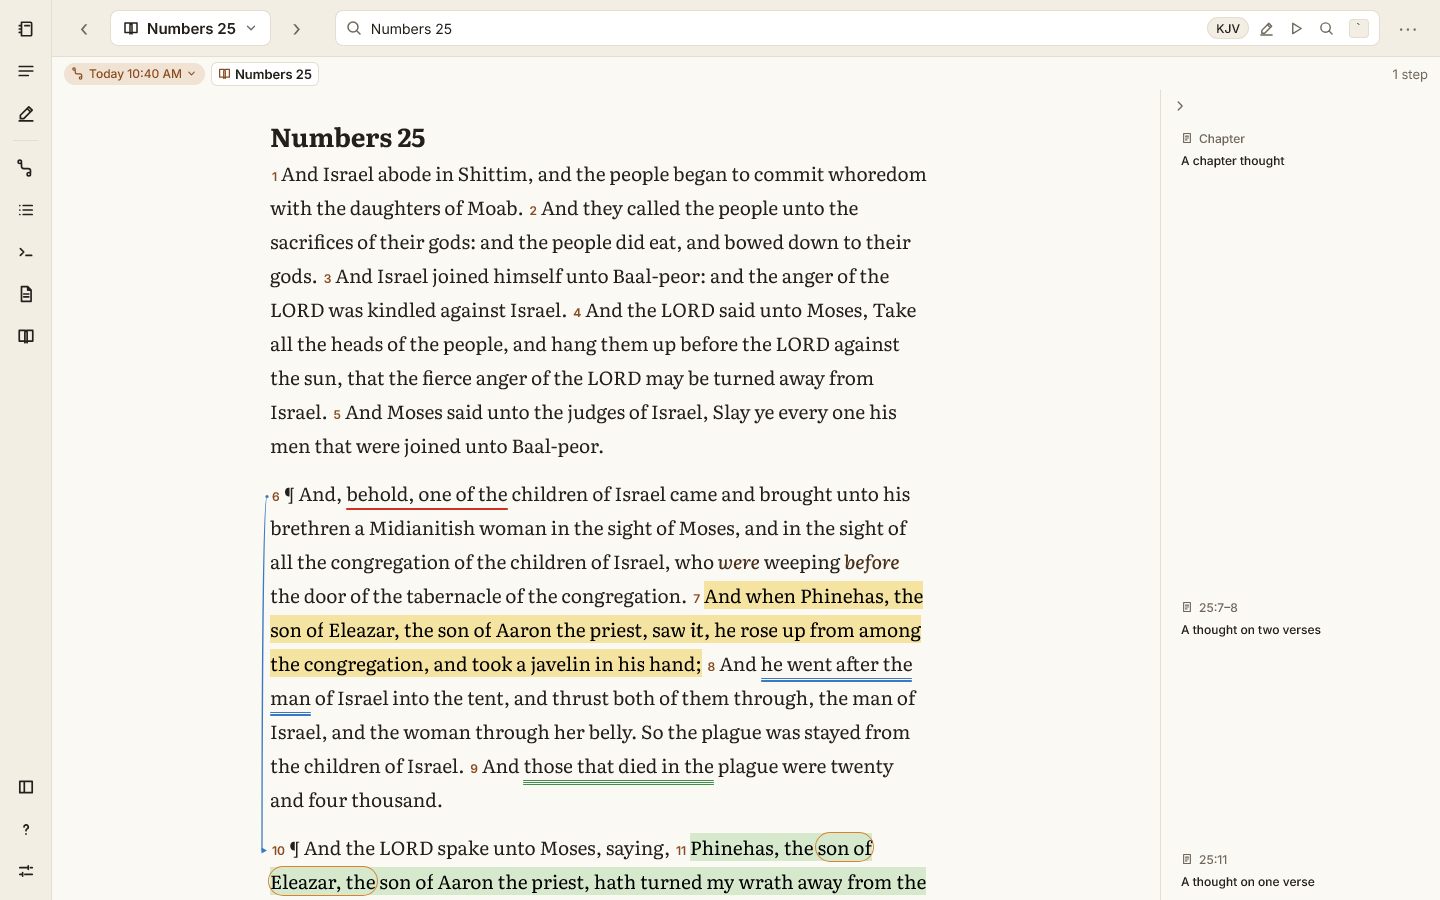 Numbers 25
Numbers 25
KJV
`
Today 10:40 AM
Numbers 25
1 step
Numbers 25
1 And Israel abode in Shittim, and the people began to commit whoredom
with the daughters of Moab. 2 And they called the people unto the
sacrifices of their gods: and the people did eat, and bowed down to their
gods. 3 And Israel joined himself unto Baal-peor: and the anger of the
LORD was kindled against Israel. 4 And the LORD said unto Moses, Take
all the heads of the people, and hang them up before the LORD against
the sun, that the fierce anger of the LORD may be turned away from
Israel. 5 And Moses said unto the judges of Israel, Slay ye every one his
men that were joined unto Baal-peor.
6 ¶ And, behold, one of the children of Israel came and brought unto his
brethren a Midianitish woman in the sight of Moses, and in the sight of
all the congregation of the children of Israel, who were weeping before
the door of the tabernacle of the congregation. 7 And when Phinehas, the
son of Eleazar, the son of Aaron the priest, saw it, he rose up from among
the congregation, and took a javelin in his hand; 8 And he went after the
man of Israel into the tent, and thrust both of them through, the man of
Israel, and the woman through her belly. So the plague was stayed from
the children of Israel. 9 And those that died in the plague were twenty
and four thousand.
10 ¶ And the LORD spake unto Moses, saying, 11 Phinehas, the son of
Eleazar, the son of Aaron the priest, hath turned my wrath away from the
Chapter
A chapter thought
25:7–8
A thought on two verses
25:11
A thought on one verse